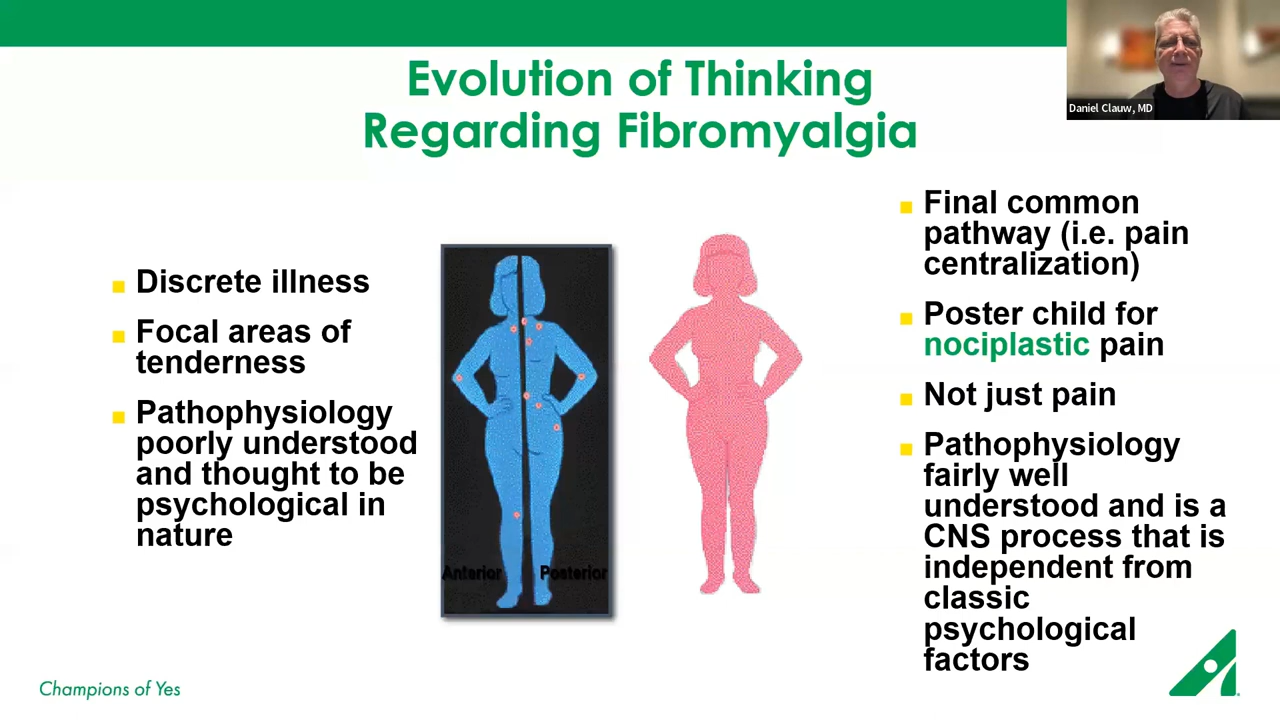 Evolution of Thinking
Regarding Fibromyalgia
Daniel Clauw, MD
Discrete illness
Focal areas of
tenderness
Pathophysiology
poorly understood
and thought to be
psychological in
nature
Anterior
Posterior
Final common
pathway (i.e. pain
centralization)
Poster child for
nociplastic pain
Not just pain
Pathophysiology
fairly well
understood and is a
CNS process that is
independent from
classic
psychological
factors
Champions of Yes